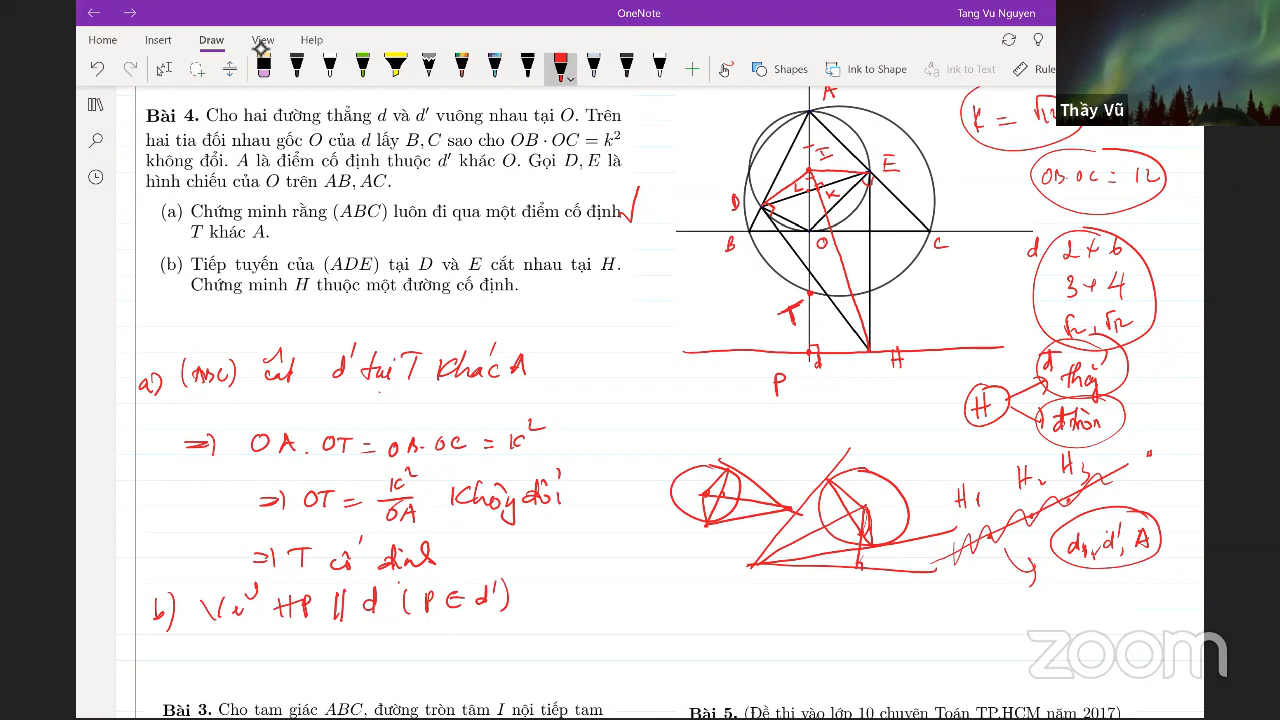 OneNote
Tang Vu Nguyen
Home Insert Draw View Help
Shapes Ink to Shape Ink to Text Rule
Thầy Vũ
Bài 4. Cho hai đường thẳng d và d′ vuông nhau tại O. Trên
hai tia đối nhau gốc O của d lấy B, C sao cho OB · OC = k²
không đổi. A là điểm cố định thuộc d′ khác O. Gọi D, E là
hình chiếu của O trên AB, AC.
(a) Chứng minh rằng (ABC) luôn đi qua một điểm cố định
T khác A.
(b) Tiếp tuyến của (ADE) tại D và E cắt nhau tại H.
Chứng minh H thuộc một đường cố định.
a) (ABC) cắt d' tại T khác A
=> OA . OT = OB . OC = k²
=> OT = k²/OA không đổi
=> T cố định
b) Vẽ HP // d (P ∈ d')
A
I
E
L
K
D
B
O
C
d
T
P
H
k = √12
OB.OC = 12
2 × 6
3 × 4
√12, √12
H
đ thẳng
đ tròn
H1 H2 H3
d, d', A
zoom
Bài 3. Cho tam giác ABC, đường tròn tâm I nội tiếp tam
Bài 5. (Đề thi vào lớp 10 chuyên Toán TP.HCM năm 2017)